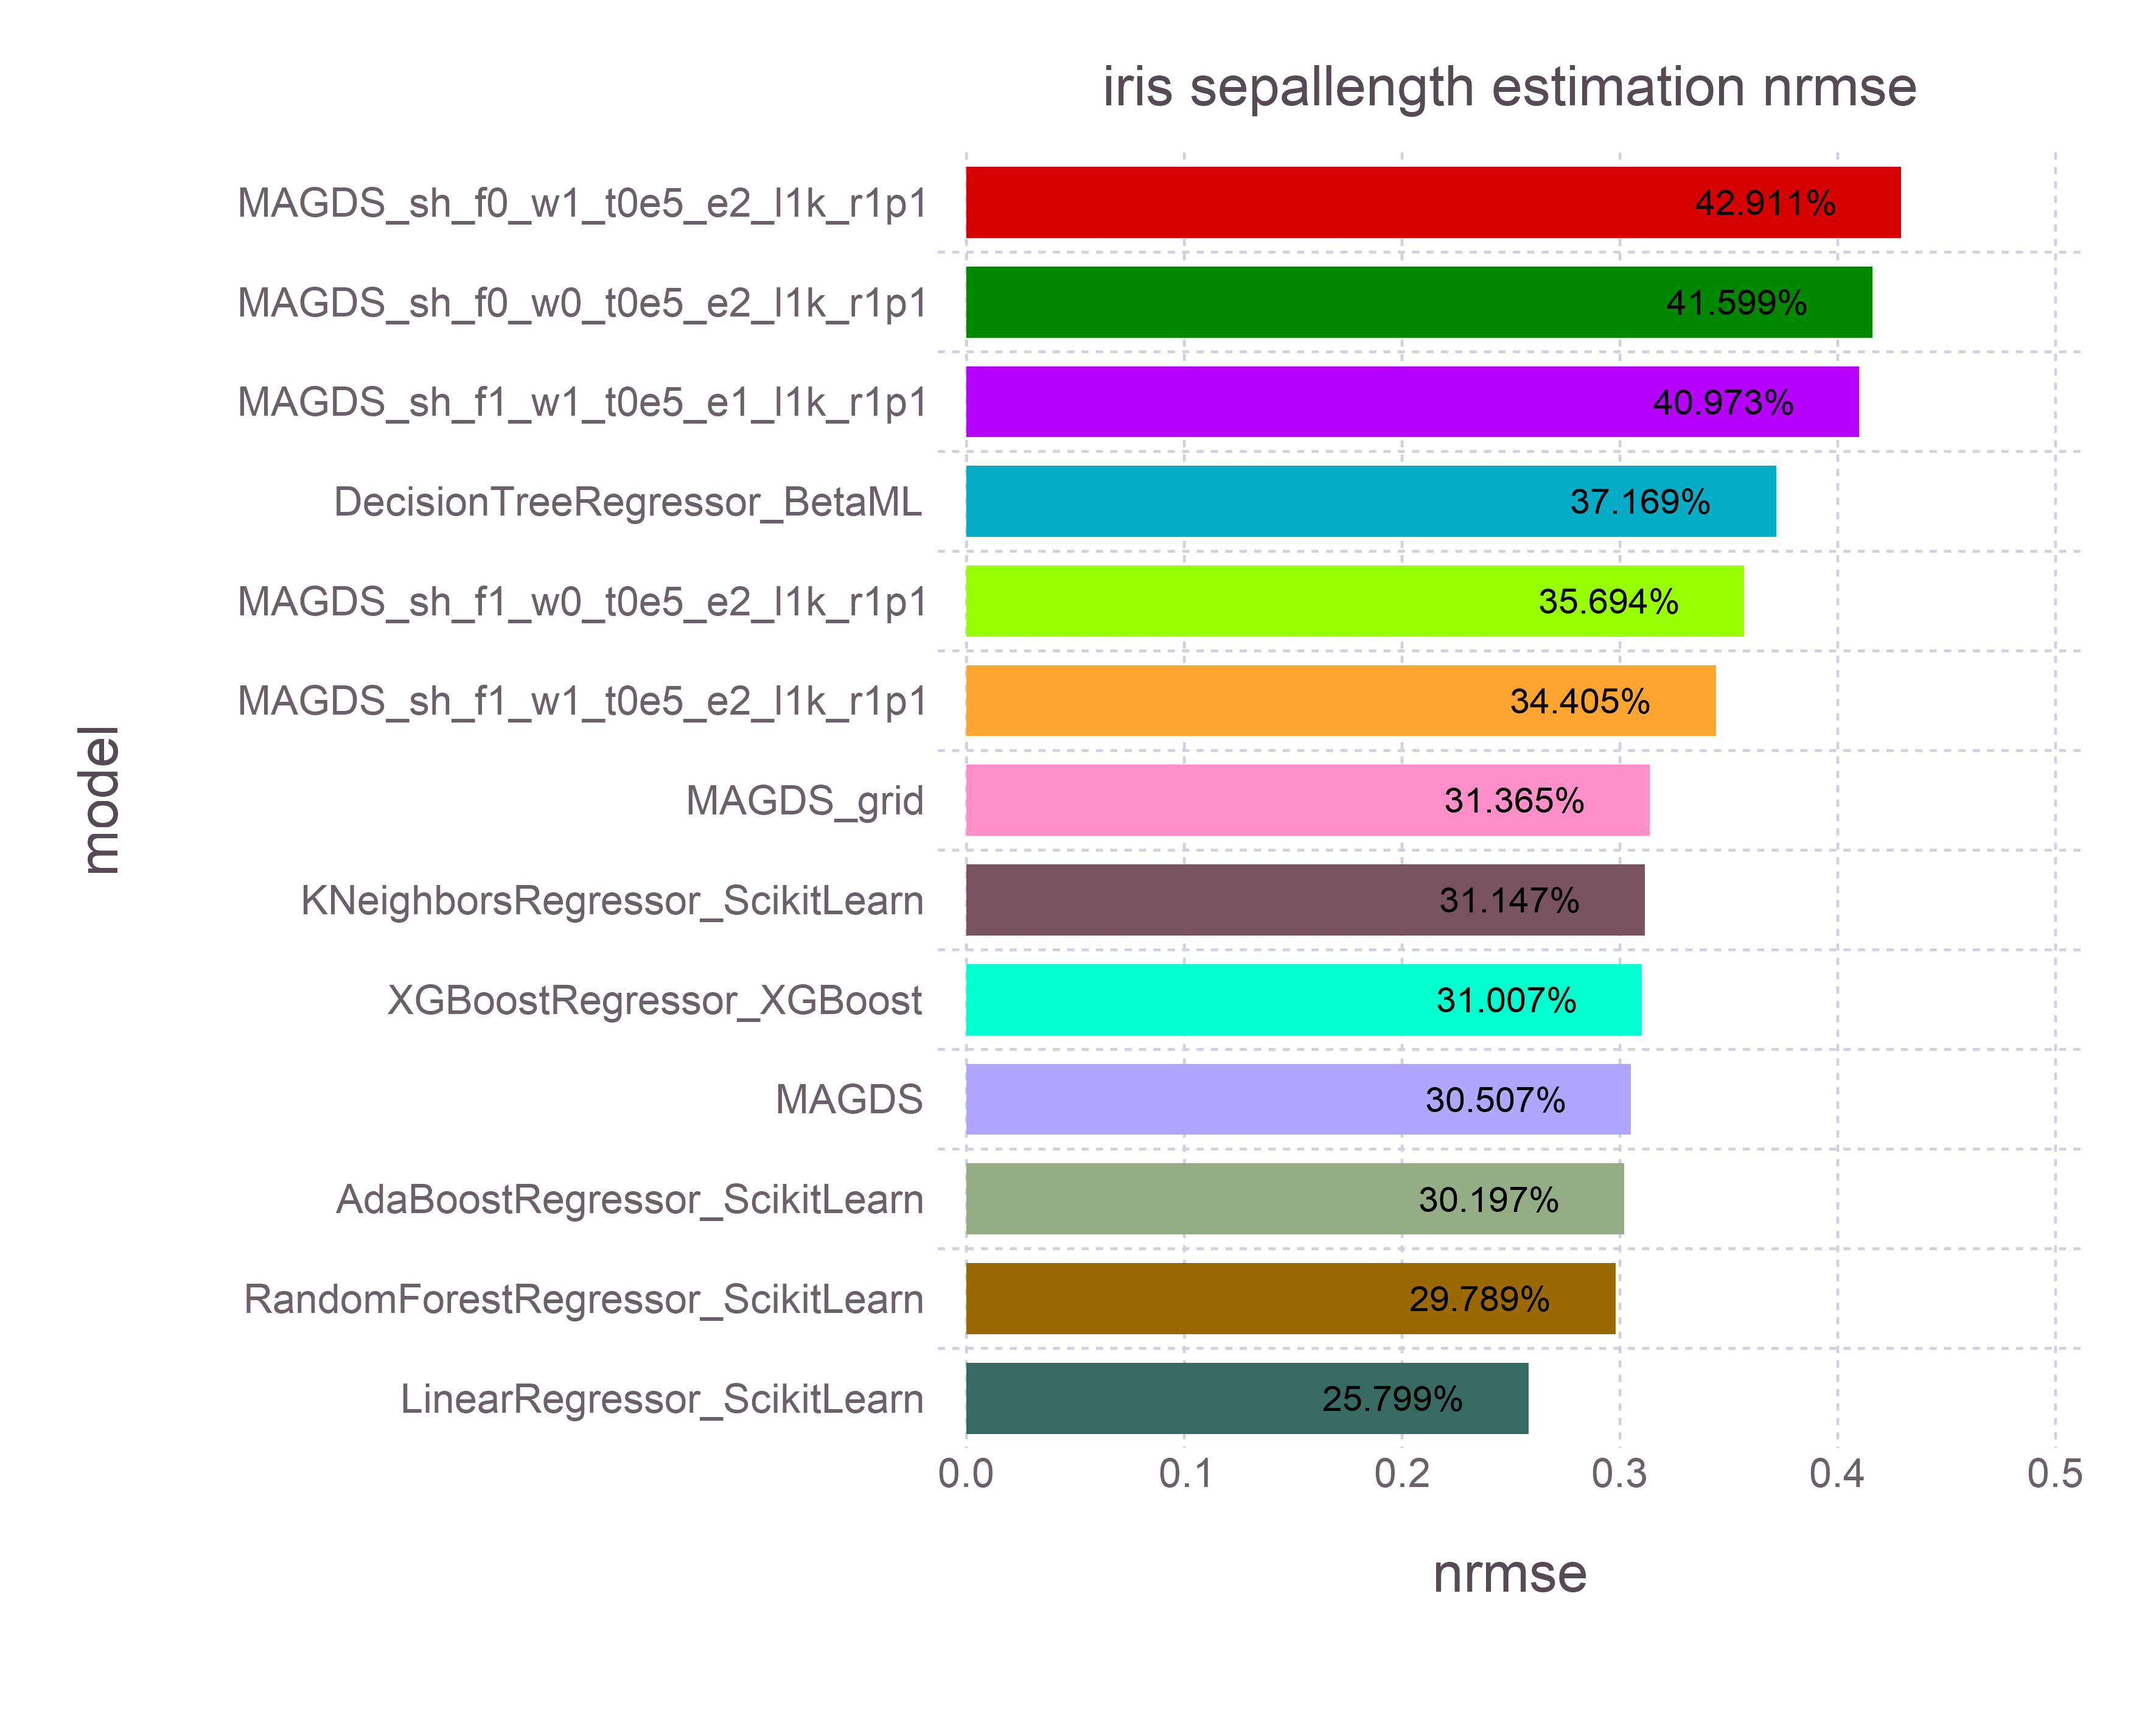 iris sepallength estimation nrmse
MAGDS_sh_f0_w1_t0e5_e2_l1k_r1p1 42.911%
MAGDS_sh_f0_w0_t0e5_e2_l1k_r1p1 41.599%
MAGDS_sh_f1_w1_t0e5_e1_l1k_r1p1 40.973%
DecisionTreeRegressor_BetaML 37.169%
MAGDS_sh_f1_w0_t0e5_e2_l1k_r1p1 35.694%
MAGDS_sh_f1_w1_t0e5_e2_l1k_r1p1 34.405%
MAGDS_grid 31.365%
KNeighborsRegressor_ScikitLearn 31.147%
XGBoostRegressor_XGBoost 31.007%
MAGDS 30.507%
AdaBoostRegressor_ScikitLearn 30.197%
RandomForestRegressor_ScikitLearn 29.789%
LinearRegressor_ScikitLearn 25.799%
model
0.0 0.1 0.2 0.3 0.4 0.5
nrmse